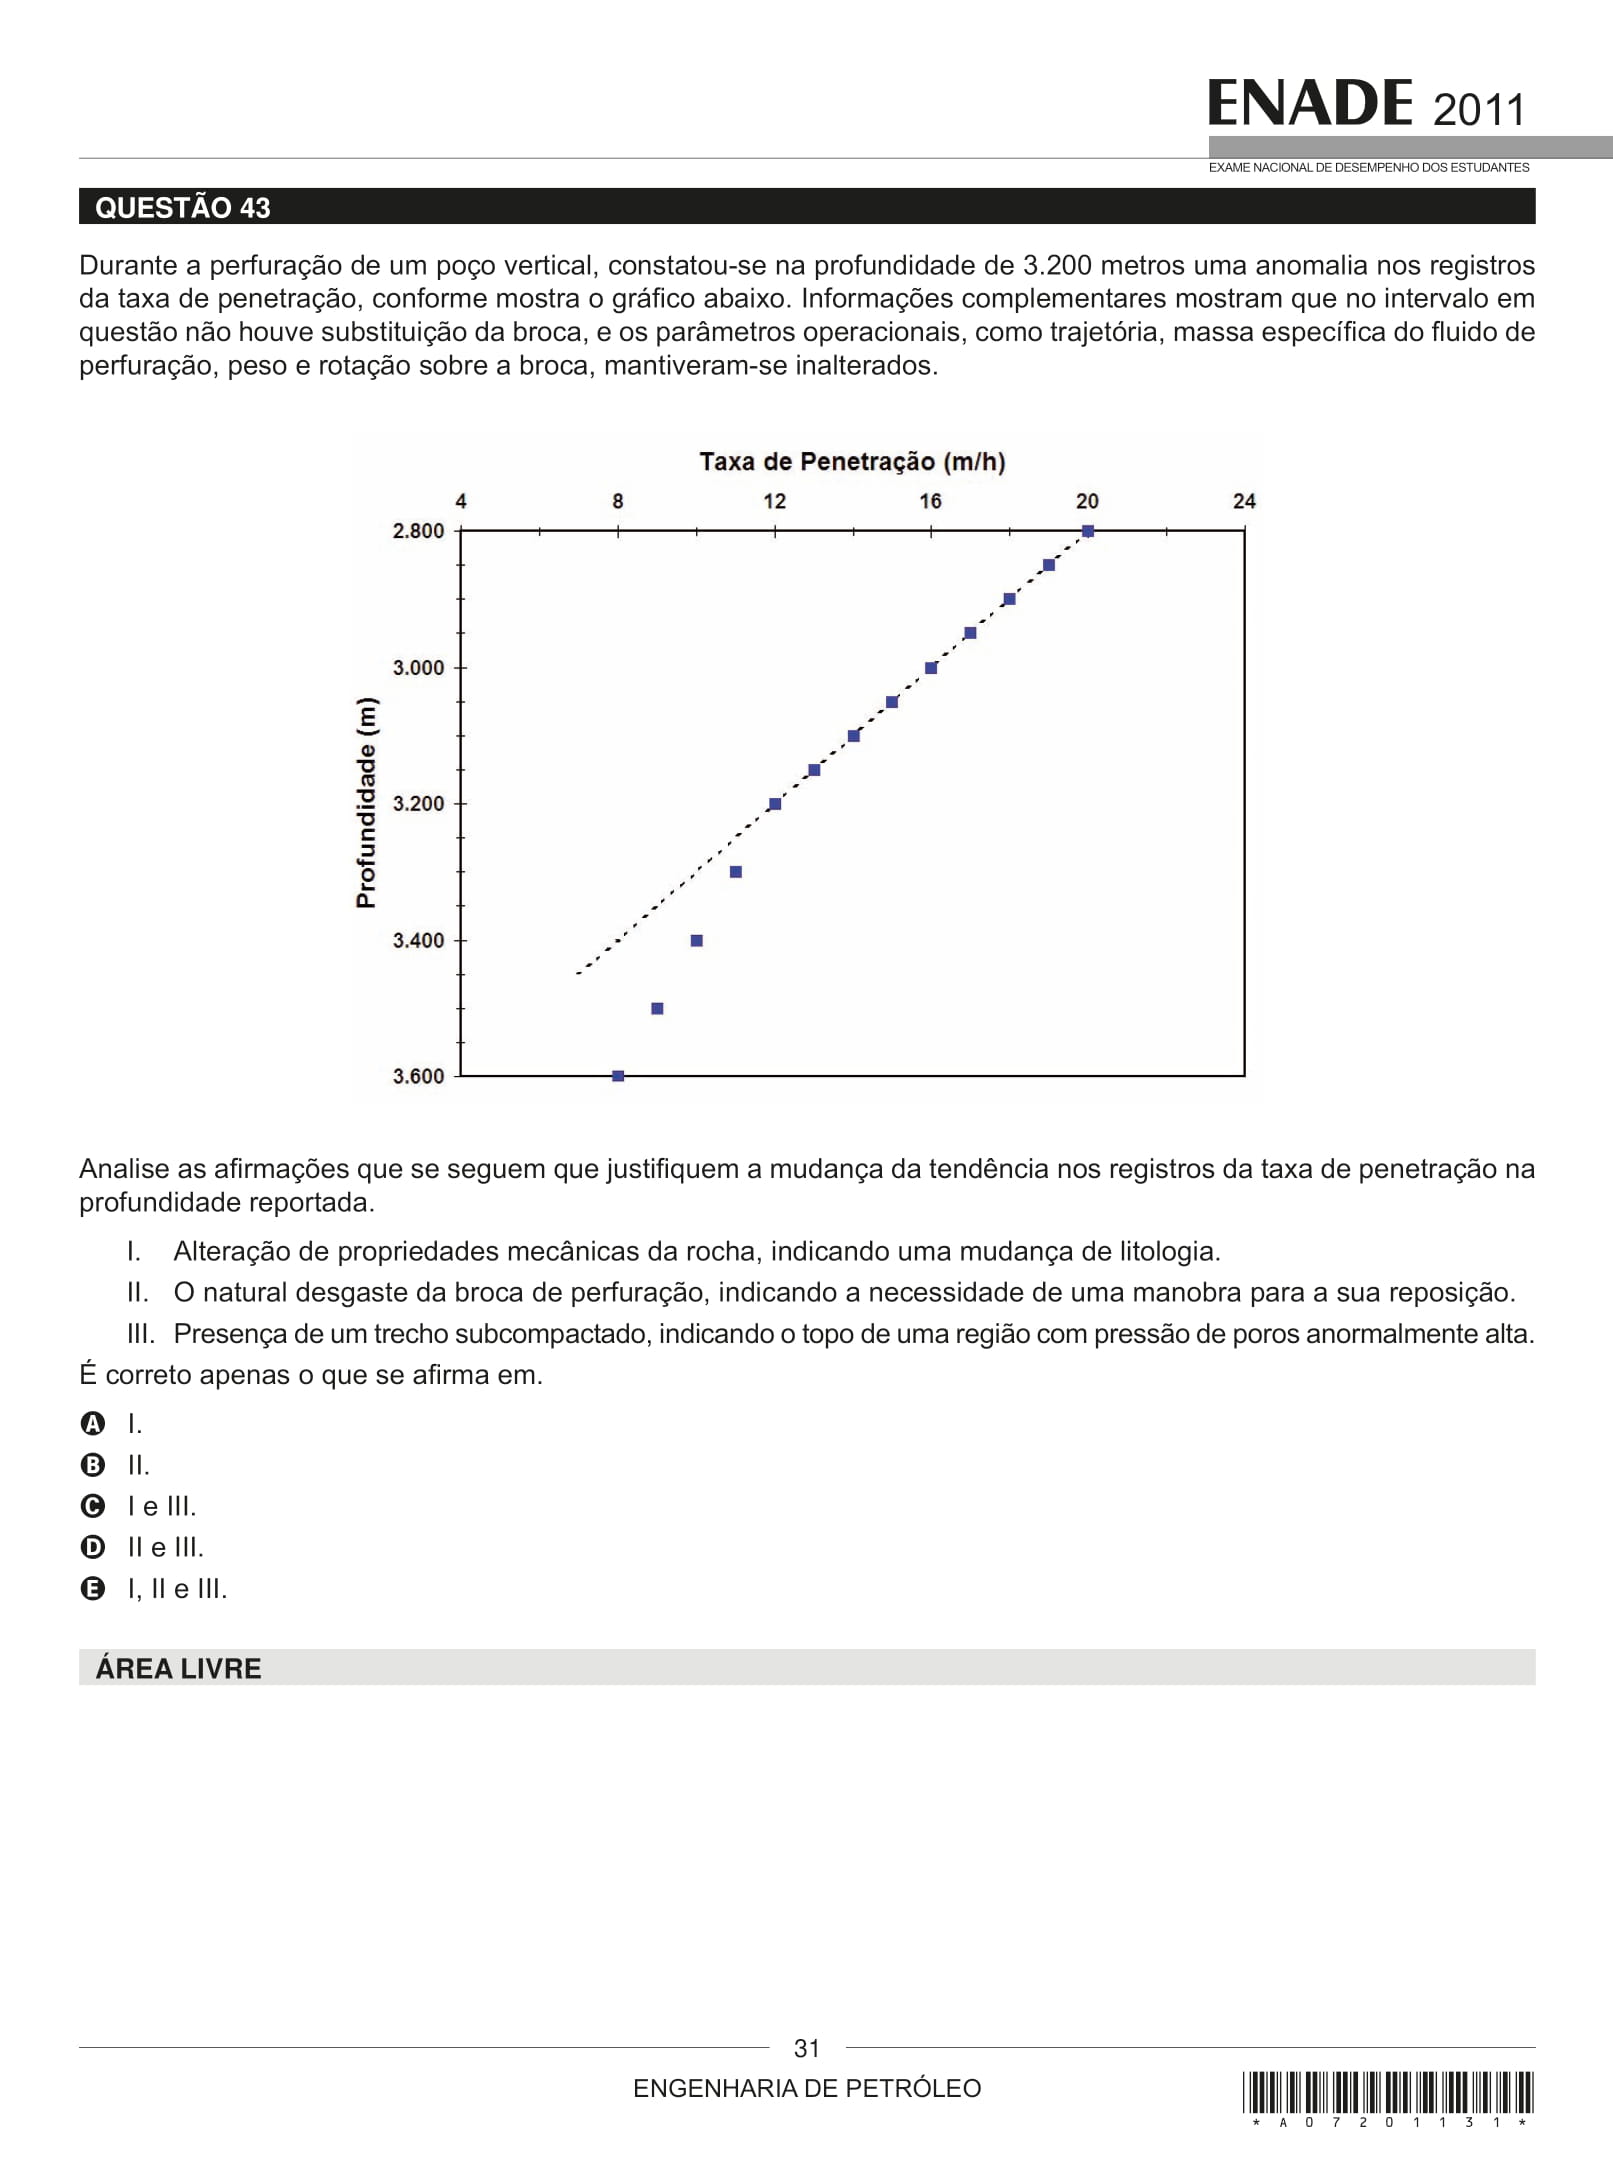 ENADE 2011
EXAME NACIONAL DE DESEMPENHO DOS ESTUDANTES
QUESTÃO 43
Durante a perfuração de um poço vertical, constatou-se na profundidade de 3.200 metros uma anomalia nos registros
da taxa de penetração, conforme mostra o gráfico abaixo. Informações complementares mostram que no intervalo em
questão não houve substituição da broca, e os parâmetros operacionais, como trajetória, massa específica do fluido de
perfuração, peso e rotação sobre a broca, mantiveram-se inalterados.
Taxa de Penetração (m/h)
4 8 12 16 20 24
2.800
3.000
Profundidade (m)
3.200
3.400
3.600
Analise as afirmações que se seguem que justifiquem a mudança da tendência nos registros da taxa de penetração na
profundidade reportada.
I. Alteração de propriedades mecânicas da rocha, indicando uma mudança de litologia.
II. O natural desgaste da broca de perfuração, indicando a necessidade de uma manobra para a sua reposição.
III. Presença de um trecho subcompactado, indicando o topo de uma região com pressão de poros anormalmente alta.
É correto apenas o que se afirma em.
A I.
B II.
C I e III.
D II e III.
E I, II e III.
ÁREA LIVRE
31
ENGENHARIA DE PETRÓLEO
* A 0 7 2 0 1 1 3 1 *